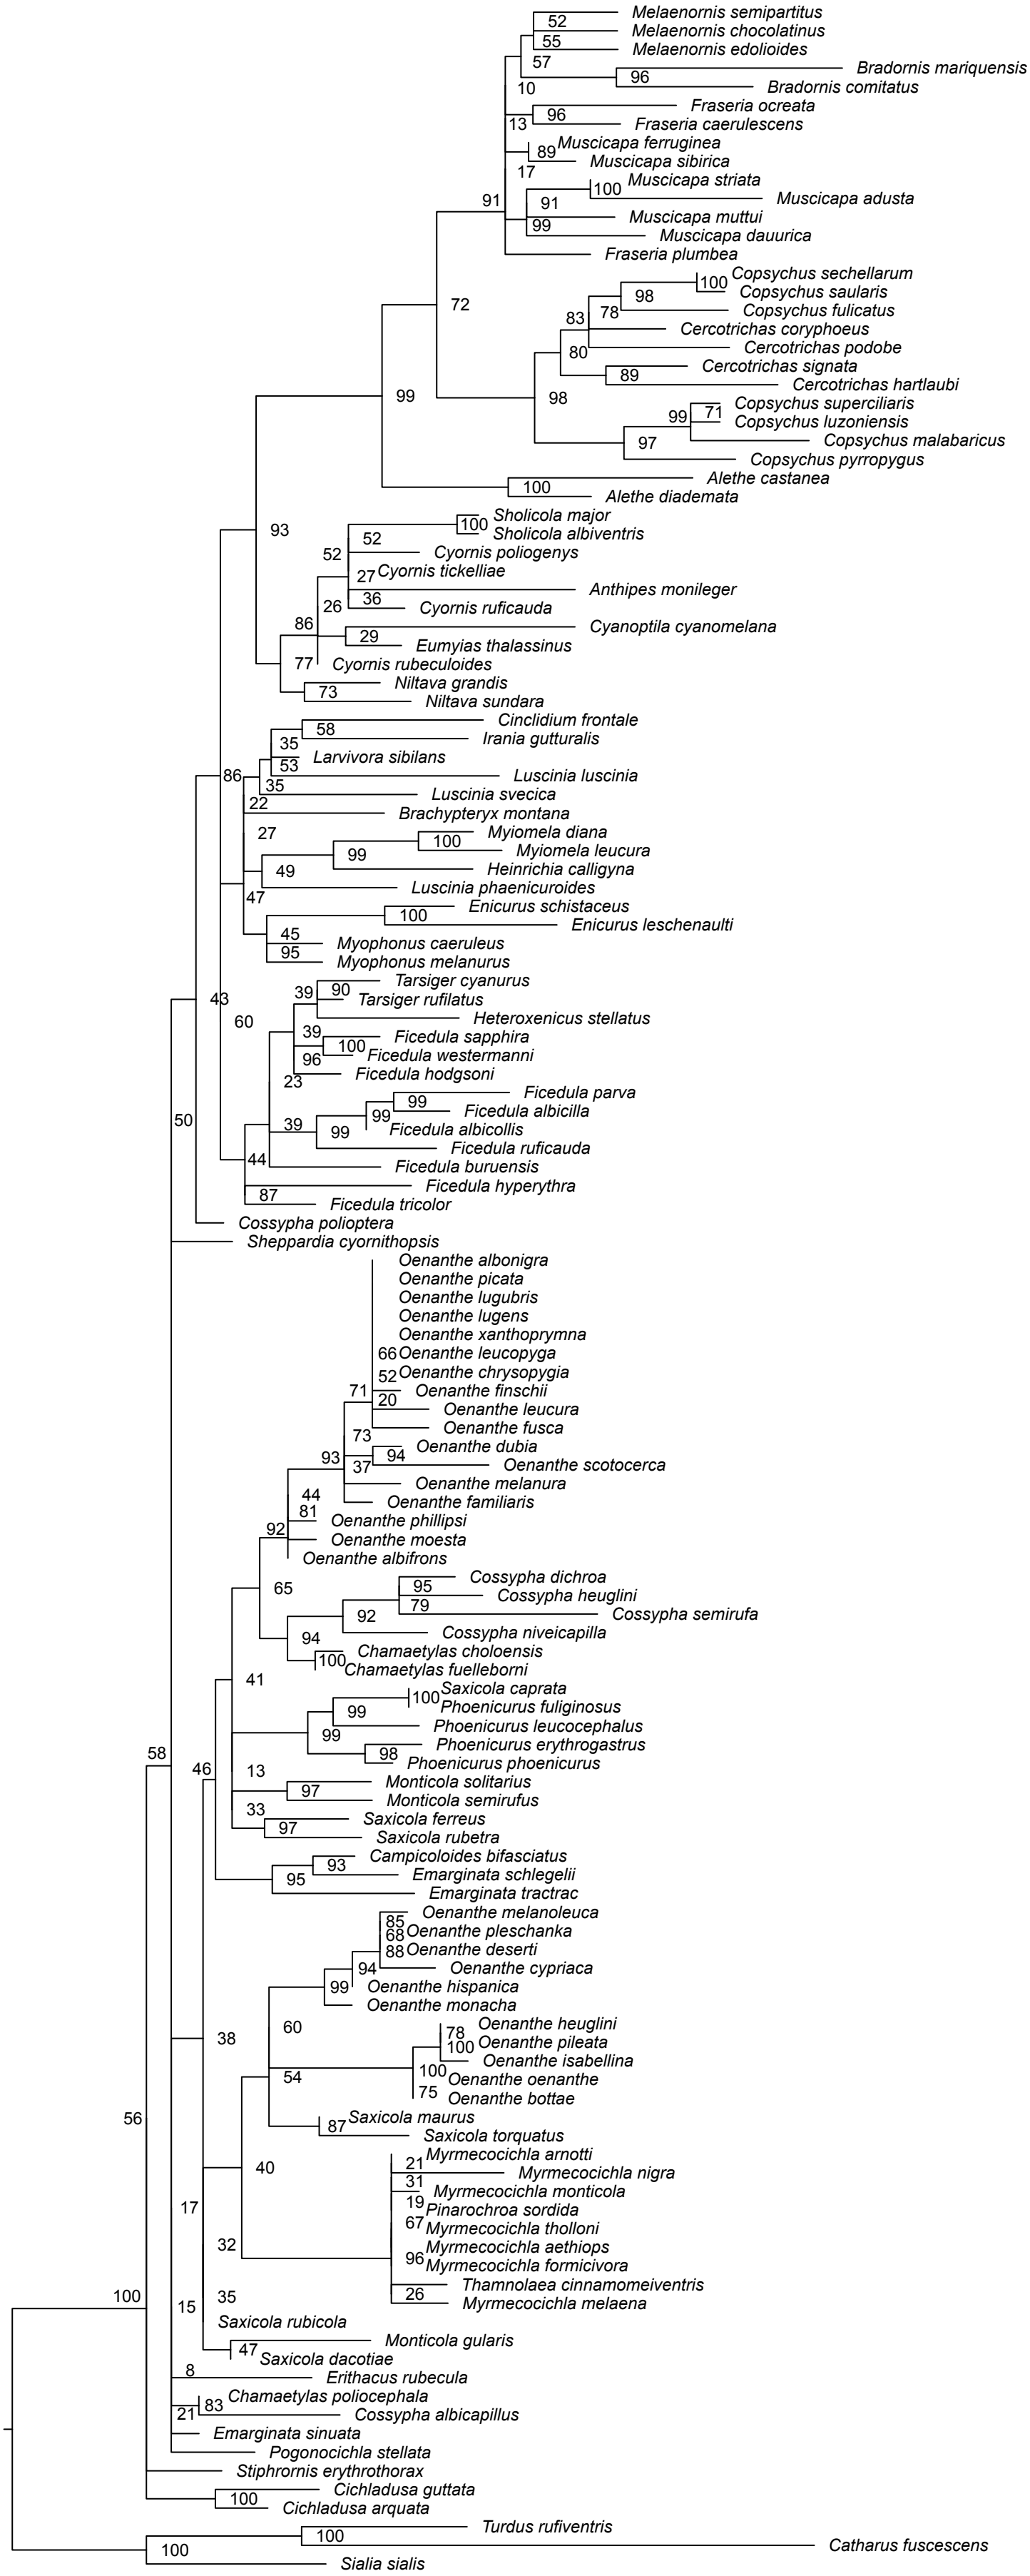 Melaenornis semipartitus
52
Melaenornis chocolatinus
55
Melaenornis edolioides
57
Bradornis mariquensis
96
Bradornis comitatus
10
Fraseria ocreata
96
13
Fraseria caerulescens
Muscicapa ferruginea
89
Muscicapa sibirica
17
Muscicapa striata
100
Muscicapa adusta
91
91
Muscicapa muttui
99
Muscicapa dauurica
Fraseria plumbea
Copsychus sechellarum
100
Copsychus saularis
98
72
Copsychus fulicatus
78
83
Cercotrichas coryphoeus
Cercotrichas podobe
80
Cercotrichas signata
89
Cercotrichas hartlaubi
99
98
Copsychus superciliaris
71
99
Copsychus luzoniensis
Copsychus malabaricus
97
Copsychus pyrropygus
Alethe castanea
100
Alethe diademata
Sholicola major
100
93
Sholicola albiventris
52
Cyornis poliogenys
52
Cyornis tickelliae
27
Anthipes monileger
36
26
Cyornis ruficauda
86
Cyanoptila cyanomelana
29
Eumyias thalassinus
77
Cyornis rubeculoides
Niltava grandis
73
Niltava sundara
Cinclidium frontale
58
Irania gutturalis
35
Larvivora sibilans
53
86
Luscinia luscinia
35
Luscinia svecica
22
Brachypteryx montana
27
Myiomela diana
100
Myiomela leucura
99
Heinrichia calligyna
49
Luscinia phaenicuroides
47
Enicurus schistaceus
100
Enicurus leschenaulti
45
Myophonus caeruleus
95
Myophonus melanurus
Tarsiger cyanurus
90
39
43
Tarsiger rufilatus
60
Heteroxenicus stellatus
39
Ficedula sapphira
100
96
Ficedula westermanni
23
Ficedula hodgsoni
Ficedula parva
99
Ficedula albicilla
99
50
39
99
Ficedula albicollis
Ficedula ruficauda
44
Ficedula buruensis
Ficedula hyperythra
87
Ficedula tricolor
Cossypha polioptera
Sheppardia cyornithopsis
Oenanthe albonigra
Oenanthe picata
Oenanthe lugubris
Oenanthe lugens
Oenanthe xanthoprymna
66
Oenanthe leucopyga
52
Oenanthe chrysopygia
71
Oenanthe finschii
20
Oenanthe leucura
Oenanthe fusca
73
Oenanthe dubia
94
93
37
Oenanthe scotocerca
Oenanthe melanura
44
Oenanthe familiaris
81
Oenanthe phillipsi
92
Oenanthe moesta
Oenanthe albifrons
Cossypha dichroa
95
65
Cossypha heuglini
79
92
Cossypha semirufa
Cossypha niveicapilla
94
Chamaetylas choloensis
100
Chamaetylas fuelleborni
41
Saxicola caprata
100
Phoenicurus fuliginosus
99
Phoenicurus leucocephalus
99
Phoenicurus erythrogastrus
98
58
Phoenicurus phoenicurus
46
13
Monticola solitarius
97
Monticola semirufus
33
Saxicola ferreus
97
Saxicola rubetra
Campicoloides bifasciatus
93
Emarginata schlegelii
95
Emarginata tractrac
Oenanthe melanoleuca
85
Oenanthe pleschanka
68
Oenanthe deserti
88
Oenanthe cypriaca
94
Oenanthe hispanica
99
Oenanthe monacha
Oenanthe heuglini
60
78
38
Oenanthe pileata
100
Oenanthe isabellina
100
54
Oenanthe oenanthe
75
Oenanthe bottae
56
Saxicola maurus
87
Saxicola torquatus
Myrmecocichla arnotti
21
40
Myrmecocichla nigra
31
Myrmecocichla monticola
19
17
Pinarochroa sordida
67
Myrmecocichla tholloni
32
Myrmecocichla aethiops
96
Myrmecocichla formicivora
Thamnolaea cinnamomeiventris
26
100
35
15
Myrmecocichla melaena
Saxicola rubicola
Monticola gularis
47
Saxicola dacotiae
8
Erithacus rubecula
Chamaetylas poliocephala
83
21
Cossypha albicapillus
Emarginata sinuata
Pogonocichla stellata
Stiphrornis erythrothorax
Cichladusa guttata
100
Cichladusa arquata
Turdus rufiventris
100
Catharus fuscescens
100
Sialia sialis